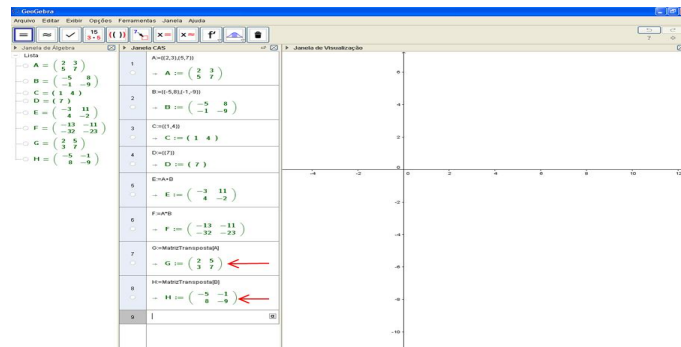 GeoGebra
Arquivo Editar Exibir Opções Ferramentas Janela Ajuda
= ≈ ✓ 15 3·5 (( )) 7 x = x ≈ f'
Janela de Álgebra
Lista
A = ( 2 3
5 7 )
B = ( -5 8
-1 -9 )
C = ( 1 4 )
D = ( 7 )
E = ( -3 11
4 -2 )
F = ( -13 -11
-32 -23 )
G = ( 2 5
3 7 )
H = ( -5 -1
8 -9 )
Janela CAS
1
A:={{2,3},{5,7}}
→ A := ( 2 3
5 7 )
2
→ B := ( -5 8
-1 -9 )
3
C:={{1,4}}
→ C := ( 1 4 )
4
D:={{7}}
→ D := ( 7 )
5
E:=A+B
→ E := ( -3 11
4 -2 )
6
F:=A*B
→ F := ( -13 -11
-32 -23 )
7
G:=MatrizTransposta[A]
→ G := ( 2 5
3 7 )
8
H:=MatrizTransposta[B]
→ H := ( -5 -1
8 -9 )
9
Janela de Visualização
6
4
2
0
-4 -2 0 2 4 6 8 10 12
-2
-4
-6
-8
-10